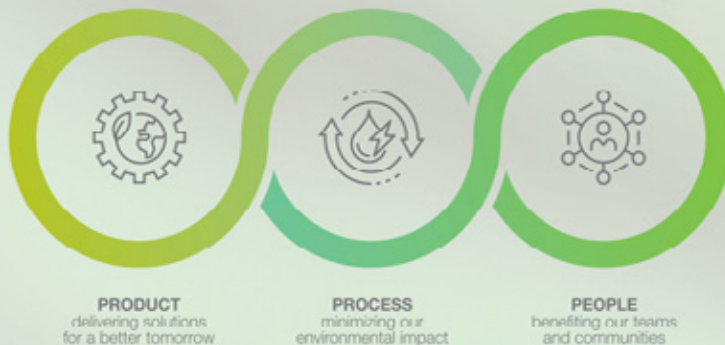 PRODUCT
delivering solutions
for a better tomorrow
PROCESS
minimizing our
environmental impact
PEOPLE
benefiting our teams
and communities